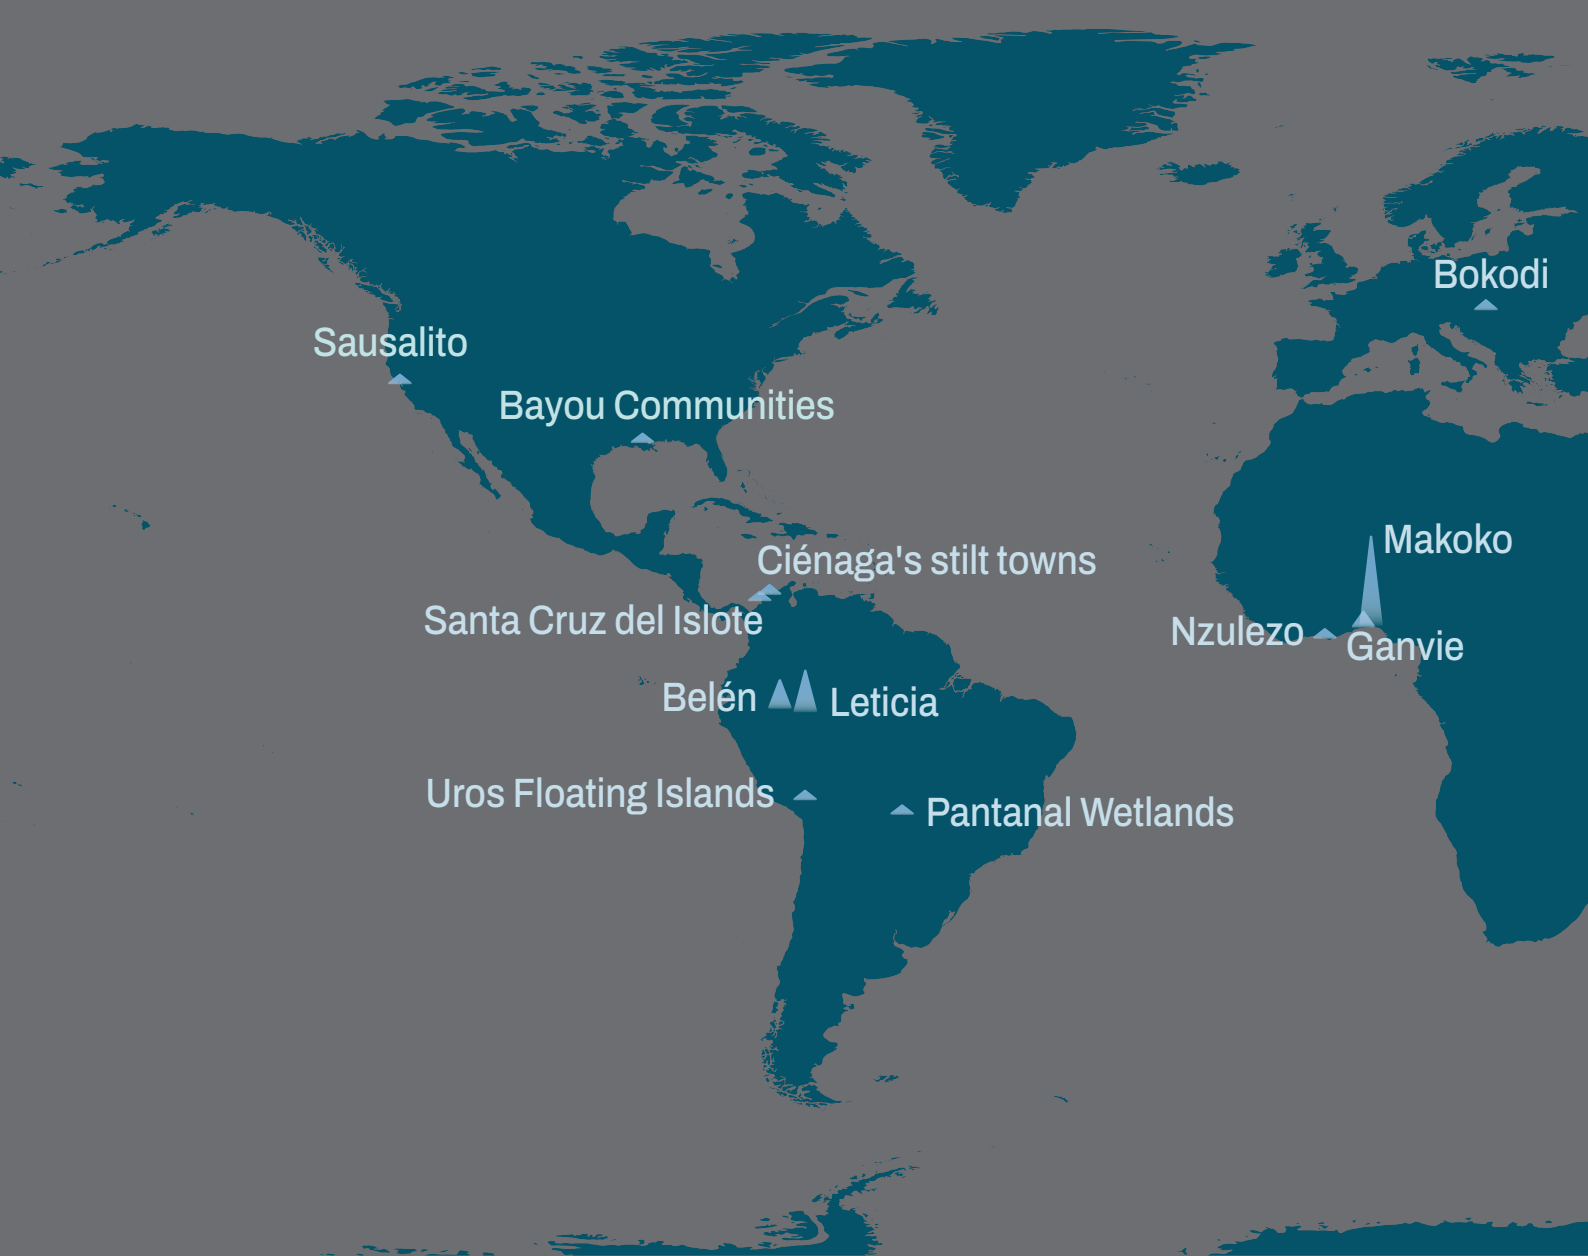 Bokodi
Sausalito
Bayou Communities
Makoko
Ciénaga's stilt towns
Santa Cruz del Islote
Nzulezo
Ganvie
Belén
Leticia
Uros Floating Islands
Pantanal Wetlands